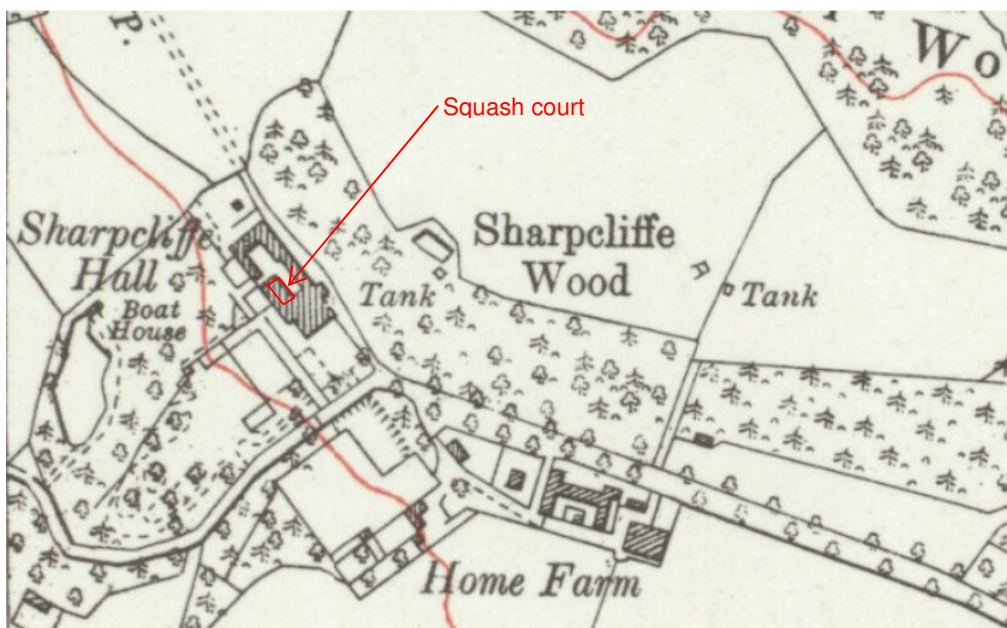 P.
Wo
Squash court
Sharpcliffe
Hall
Sharpcliffe
Wood
Tank
Tank
Boat
House
Home Farm